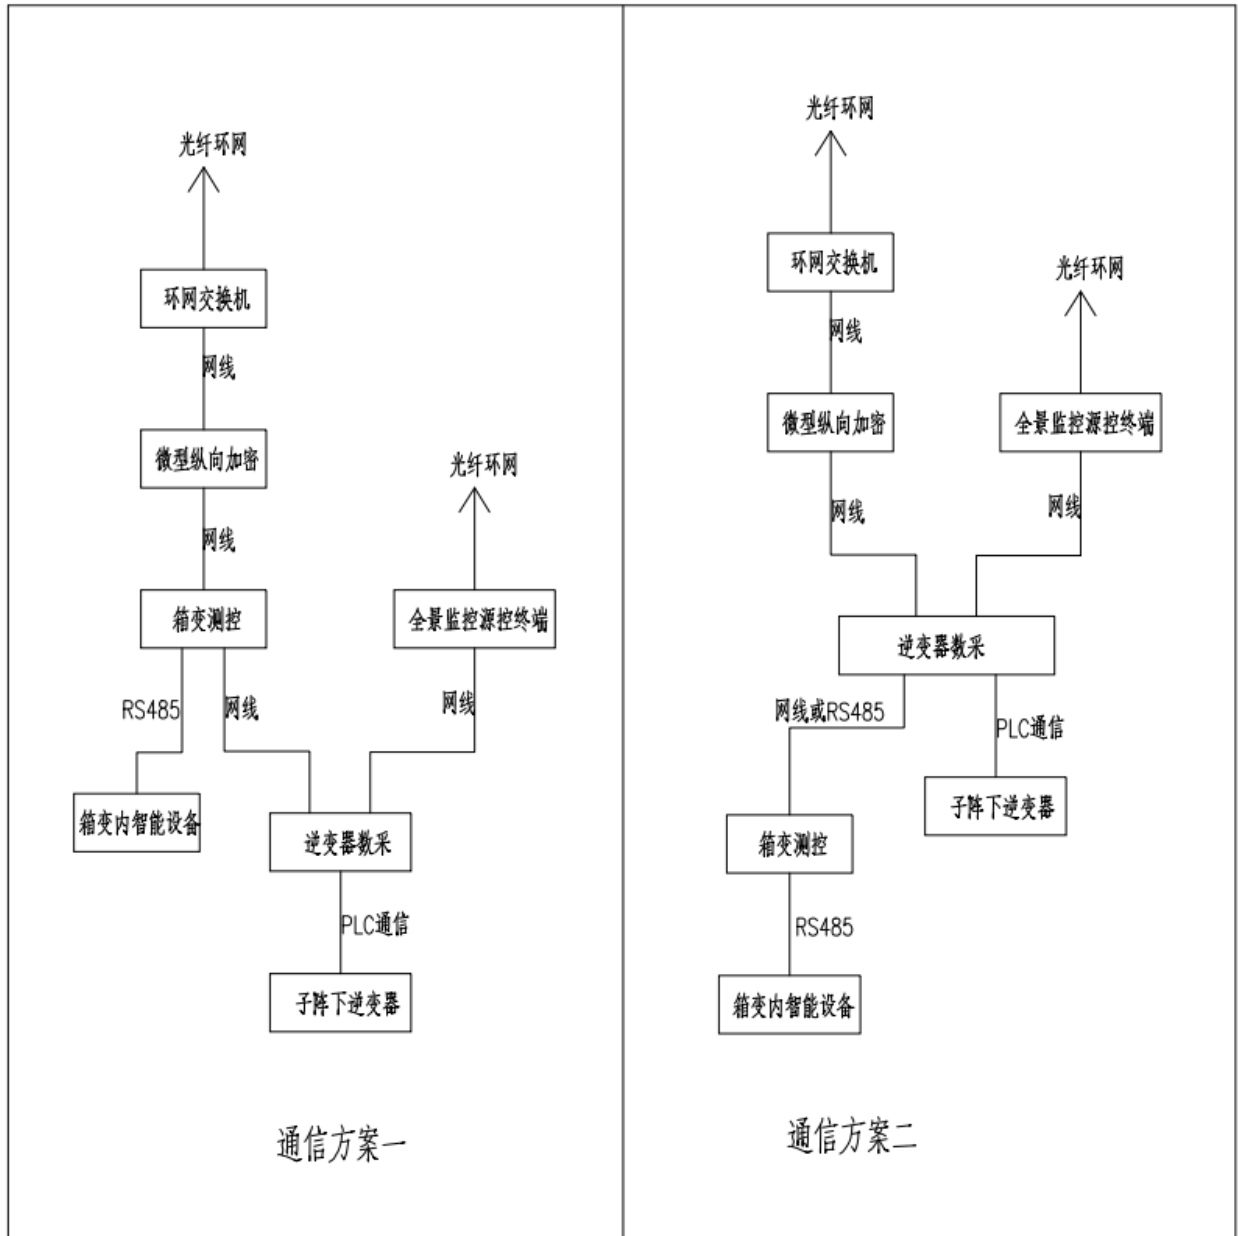 光纤环网
环网交换机
网线
微型纵向加密
网线
箱变测控
RS485
网线
箱变内智能设备
光纤环网
全景监控源控终端
网线
逆变器数采
PLC通信
子阵下逆变器
通信方案一
光纤环网
环网交换机
网线
微型纵向加密
网线
光纤环网
全景监控源控终端
网线
逆变器数采
网线或RS485
PLC通信
子阵下逆变器
箱变测控
RS485
箱变内智能设备
通信方案二